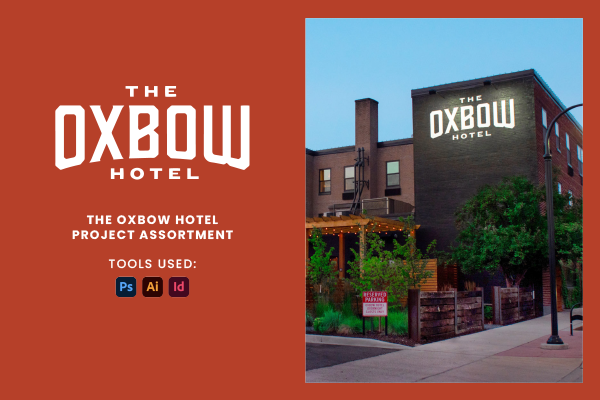 THE
OXBOW
HOTEL
THE OXBOW HOTEL
PROJECT ASSORTMENT
TOOLS USED:
Ps Ai Id
THE
OXBOW
HOTEL
RESERVED
PARKING